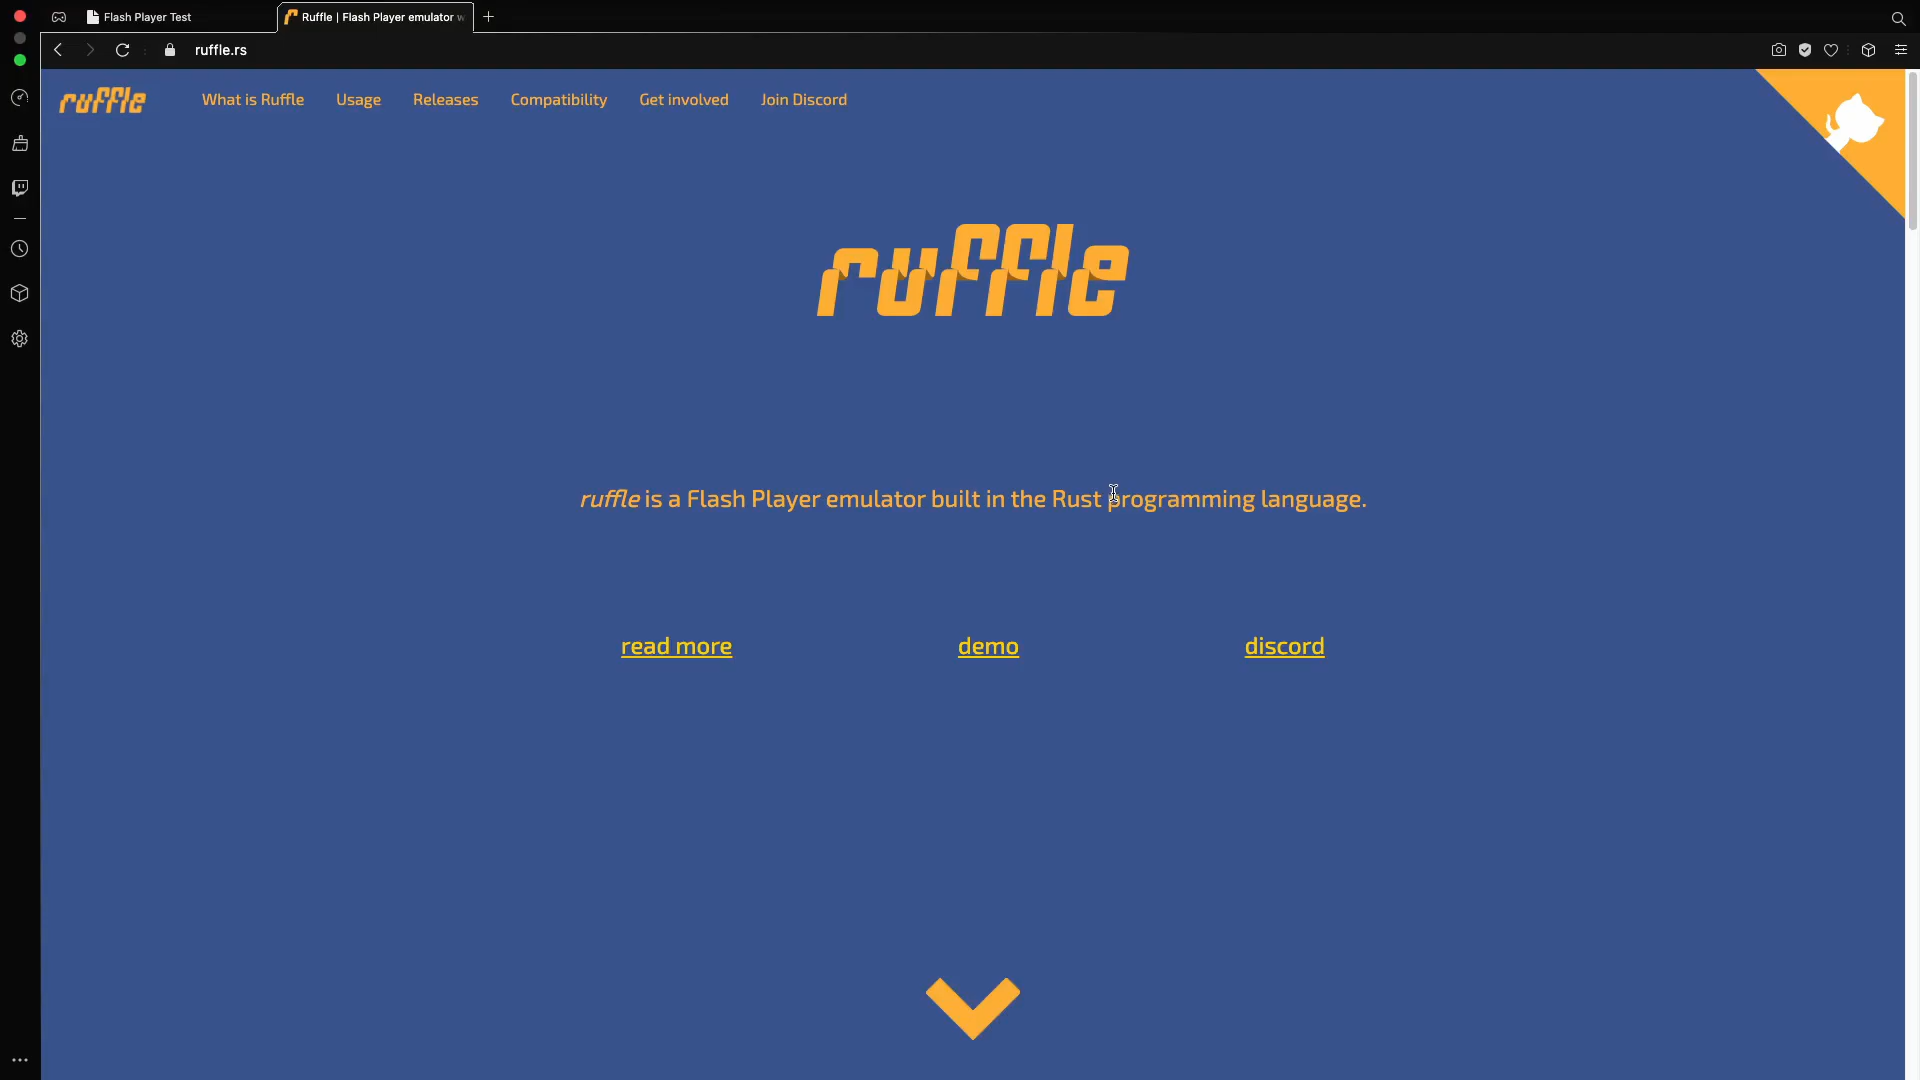 Flash Player Test
Ruffle | Flash Player emulator w
ruffle.rs
ruffle
What is Ruffle
Usage
Releases
Compatibility
Get involved
Join Discord
ruffle
ruffle is a Flash Player emulator built in the Rust programming language.
read more
demo
discord